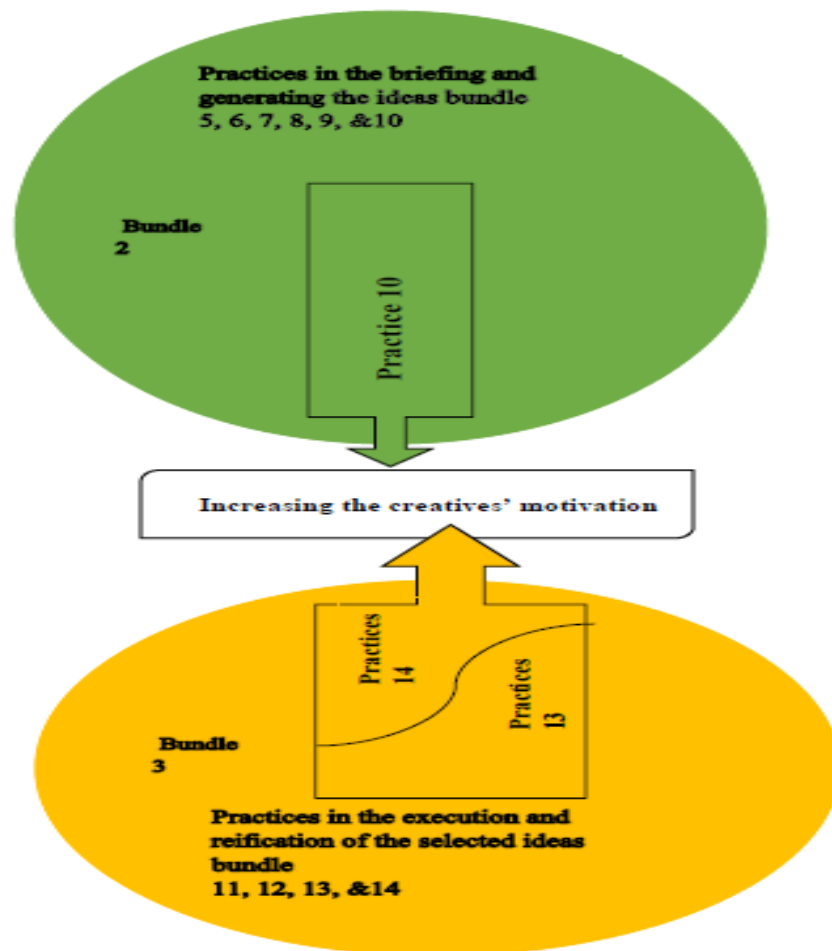 Practices in the briefing and
generating the ideas bundle
5, 6, 7, 8, 9, &10
Bundle
2
Practice 10
Increasing the creatives’ motivation
Practices
14
Practices
13
Bundle
3
Practices in the execution and
reification of the selected ideas
bundle
11, 12, 13, &14